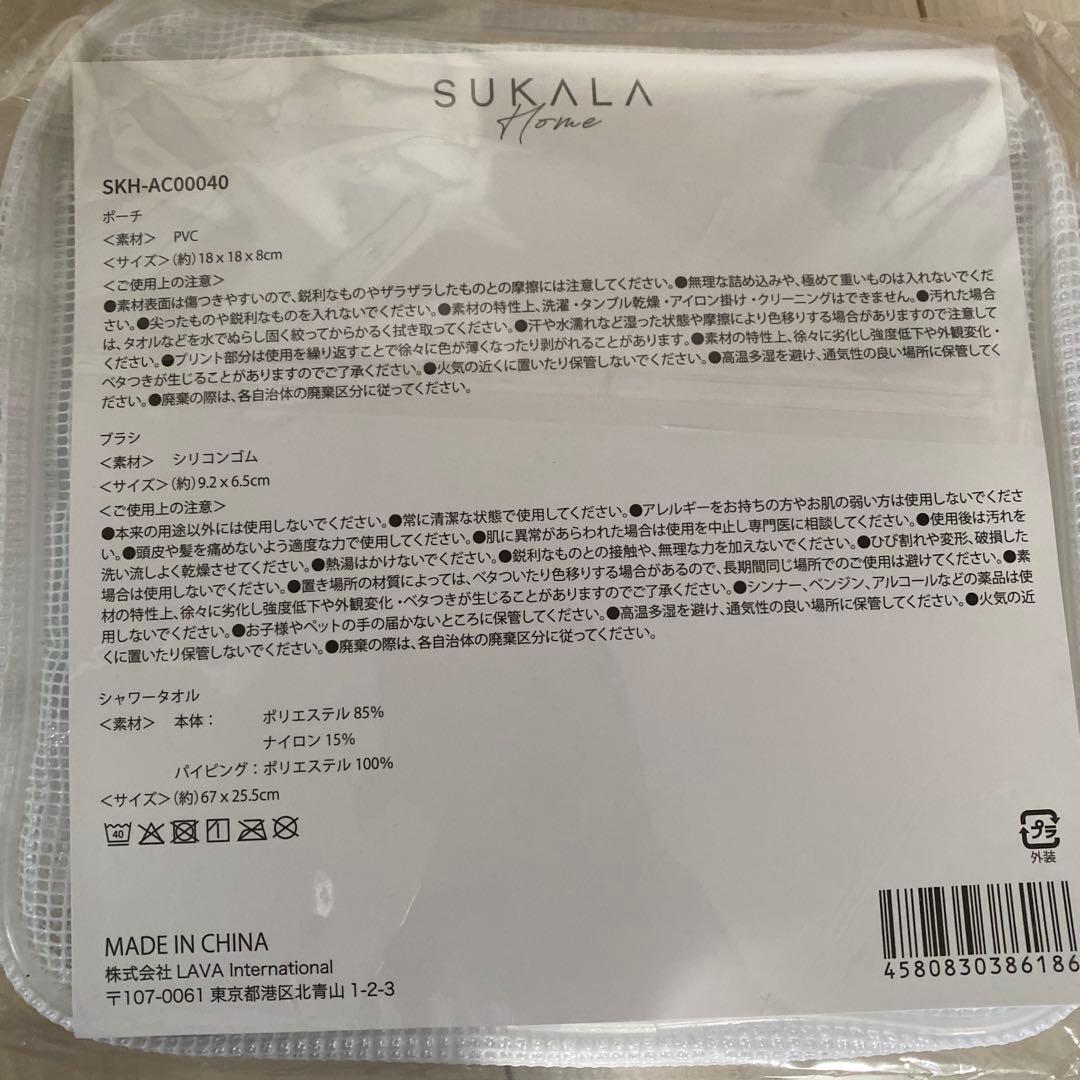 SUKALA
Home
SKH-AC00040
ポーチ
＜素材＞ PVC
＜サイズ＞(約)18 x 18 x 8cm
＜ご使用上の注意＞
●素材表面は傷つきやすいので、鋭利なものやザラザラしたものとの摩擦には注意してください。●無理な詰め込みや、極めて重いものは入れないでくだ
さい。●尖ったものや鋭利なものを入れないでください。●素材の特性上、洗濯・タンブル乾燥・アイロン掛け・クリーニングはできません。●汚れた場合
は、タオルなどを水でぬらし固く絞ってからかるく拭き取ってください。●汗や水濡れなど湿った状態や摩擦により色移りする場合がありますので注意して
ください。●プリント部分は使用を繰り返すことで徐々に色が薄くなったり剥がれることがあります。●素材の特性上、徐々に劣化し強度低下や外観変化・
ベタつきが生じることがありますのでご了承ください。●火気の近くに置いたり保管しないでください。●高温多湿を避け、通気性の良い場所に保管してく
ださい。●廃棄の際は、各自治体の廃棄区分に従ってください。
ブラシ
＜素材＞ シリコンゴム
＜サイズ＞(約)9.2 x 6.5cm
＜ご使用上の注意＞
●本来の用途以外には使用しないでください。●常に清潔な状態で使用してください。●アレルギーをお持ちの方やお肌の弱い方は使用しないでくださ
い。●頭皮や髪を痛めないよう適度な力で使用してください。●肌に異常があらわれた場合は使用を中止し専門医に相談してください。●使用後は汚れを
洗い流しよく乾燥させてください。●熱湯はかけないでください。●鋭利なものとの接触や、無理な力を加えないでください。●ひび割れや変形、破損した
場合は使用しないでください。●置き場所の材質によっては、ベタついたり色移りする場合があるので、長期間同じ場所でのご使用は避けてください。●素
材の特性上、徐々に劣化し強度低下や外観変化・ベタつきが生じることがありますのでご了承ください。●シンナー、ベンジン、アルコールなどの薬品は使
用しないでください。●お子様やペットの手の届かないところに保管してください。●高温多湿を避け、通気性の良い場所に保管してください。●火気の近
くに置いたり保管しないでください。●廃棄の際は、各自治体の廃棄区分に従ってください。
シャワータオル
＜素材＞ 本体： ポリエステル 85%
ナイロン 15%
パイピング：ポリエステル 100%
＜サイズ＞(約)67 x 25.5cm
40
プラ
外装
MADE IN CHINA
株式会社 LAVA International
〒107-0061 東京都港区北青山 1-2-3
4580830386186